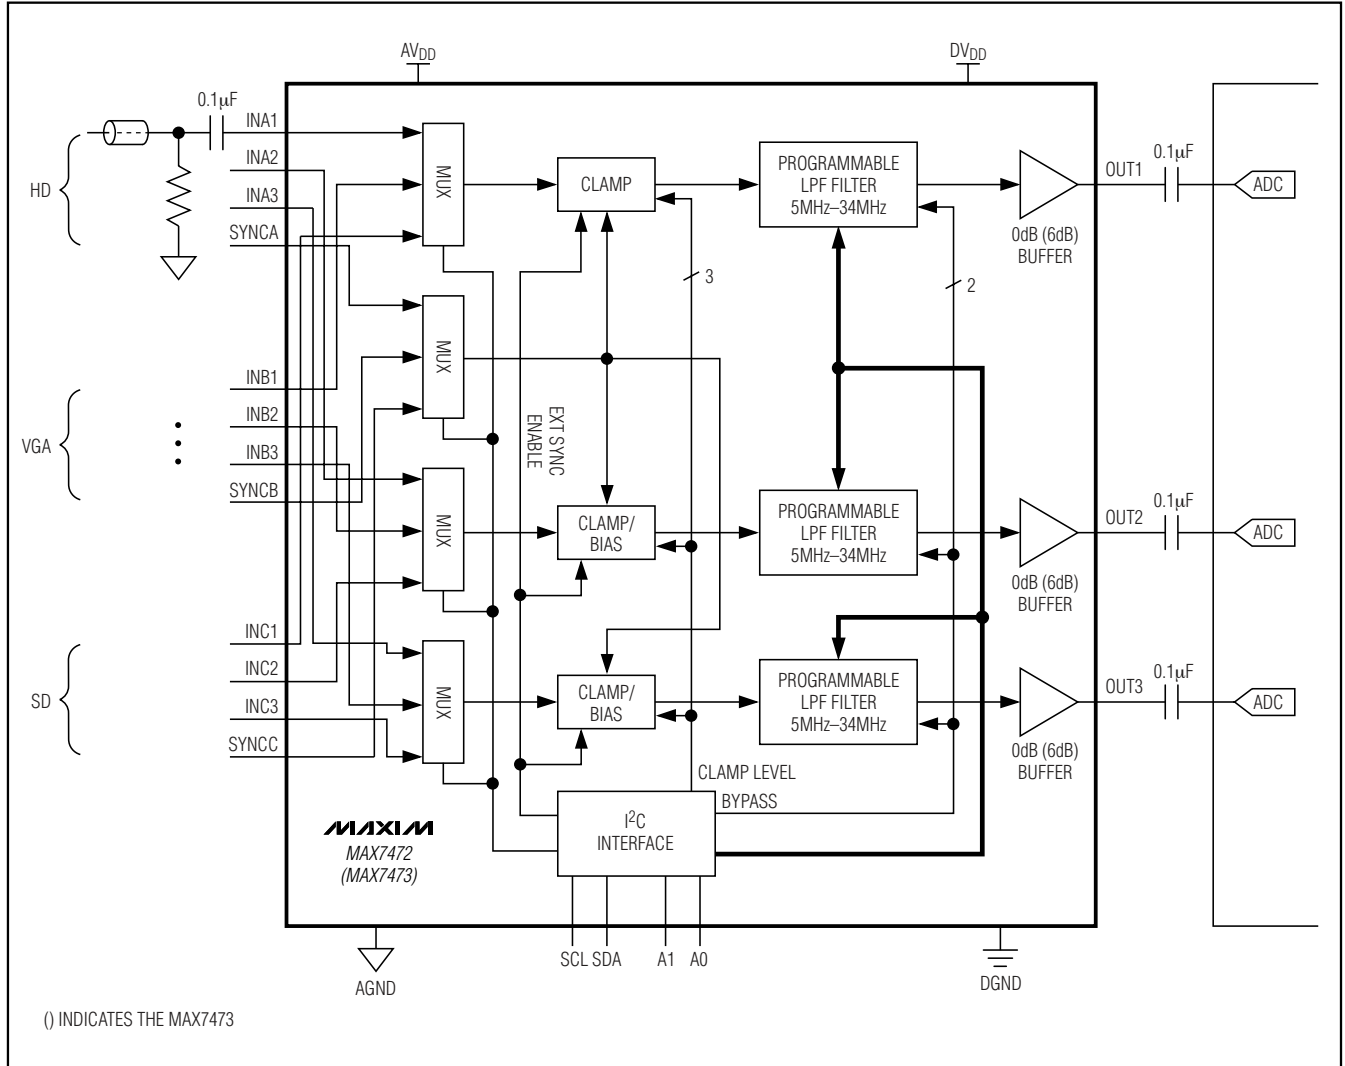 AVDD
DVDD
0.1µF
INA1
INA2
HD
INA3
SYNCA
MUX
CLAMP
PROGRAMMABLE
LPF FILTER
5MHz–34MHz
0dB (6dB)
BUFFER
OUT1
0.1µF
ADC
3
2
MUX
INB1
INB2
VGA
INB3
SYNCB
EXT SYNC
ENABLE
MUX
CLAMP/
BIAS
PROGRAMMABLE
LPF FILTER
5MHz–34MHz
0dB (6dB)
BUFFER
OUT2
0.1µF
ADC
INC1
INC2
SD
INC3
SYNCC
MUX
CLAMP/
BIAS
PROGRAMMABLE
LPF FILTER
5MHz–34MHz
0dB (6dB)
BUFFER
OUT3
0.1µF
ADC
CLAMP LEVEL
BYPASS
I²C
INTERFACE
MAXIM
MAX7472
(MAX7473)
SCL SDA A1 A0
AGND
DGND
() INDICATES THE MAX7473